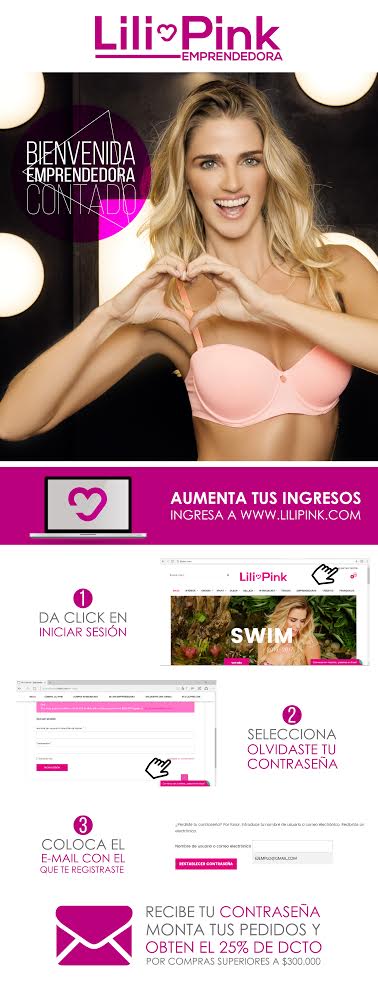 Lili Pink
EMPRENDEDORA
BIENVENIDA
EMPRENDEDORA
CONTADO
AUMENTA TUS INGRESOS
INGRESA A WWW.LILIPINK.COM
1
DA CLICK EN
INICIAR SESIÓN
Lili Pink
SWIM
2
SELECCIONA
OLVIDASTE TU
CONTRASEÑA
3
COLOCA EL
E-MAIL CON EL
QUE TE REGISTRASTE
¿Perdiste tu contraseña? Por favor, introduce tu nombre de usuario o correo electrónico. Recibirás un
electrónico.
Nombre de usuario o correo electrónico
EJEMPLO@GMAIL.COM
RESTABLECER CONTRASEÑA
RECIBE TU CONTRASEÑA
MONTA TUS PEDIDOS Y
OBTEN EL 25% DE DCTO
POR COMPRAS SUPERIORES A $300.000